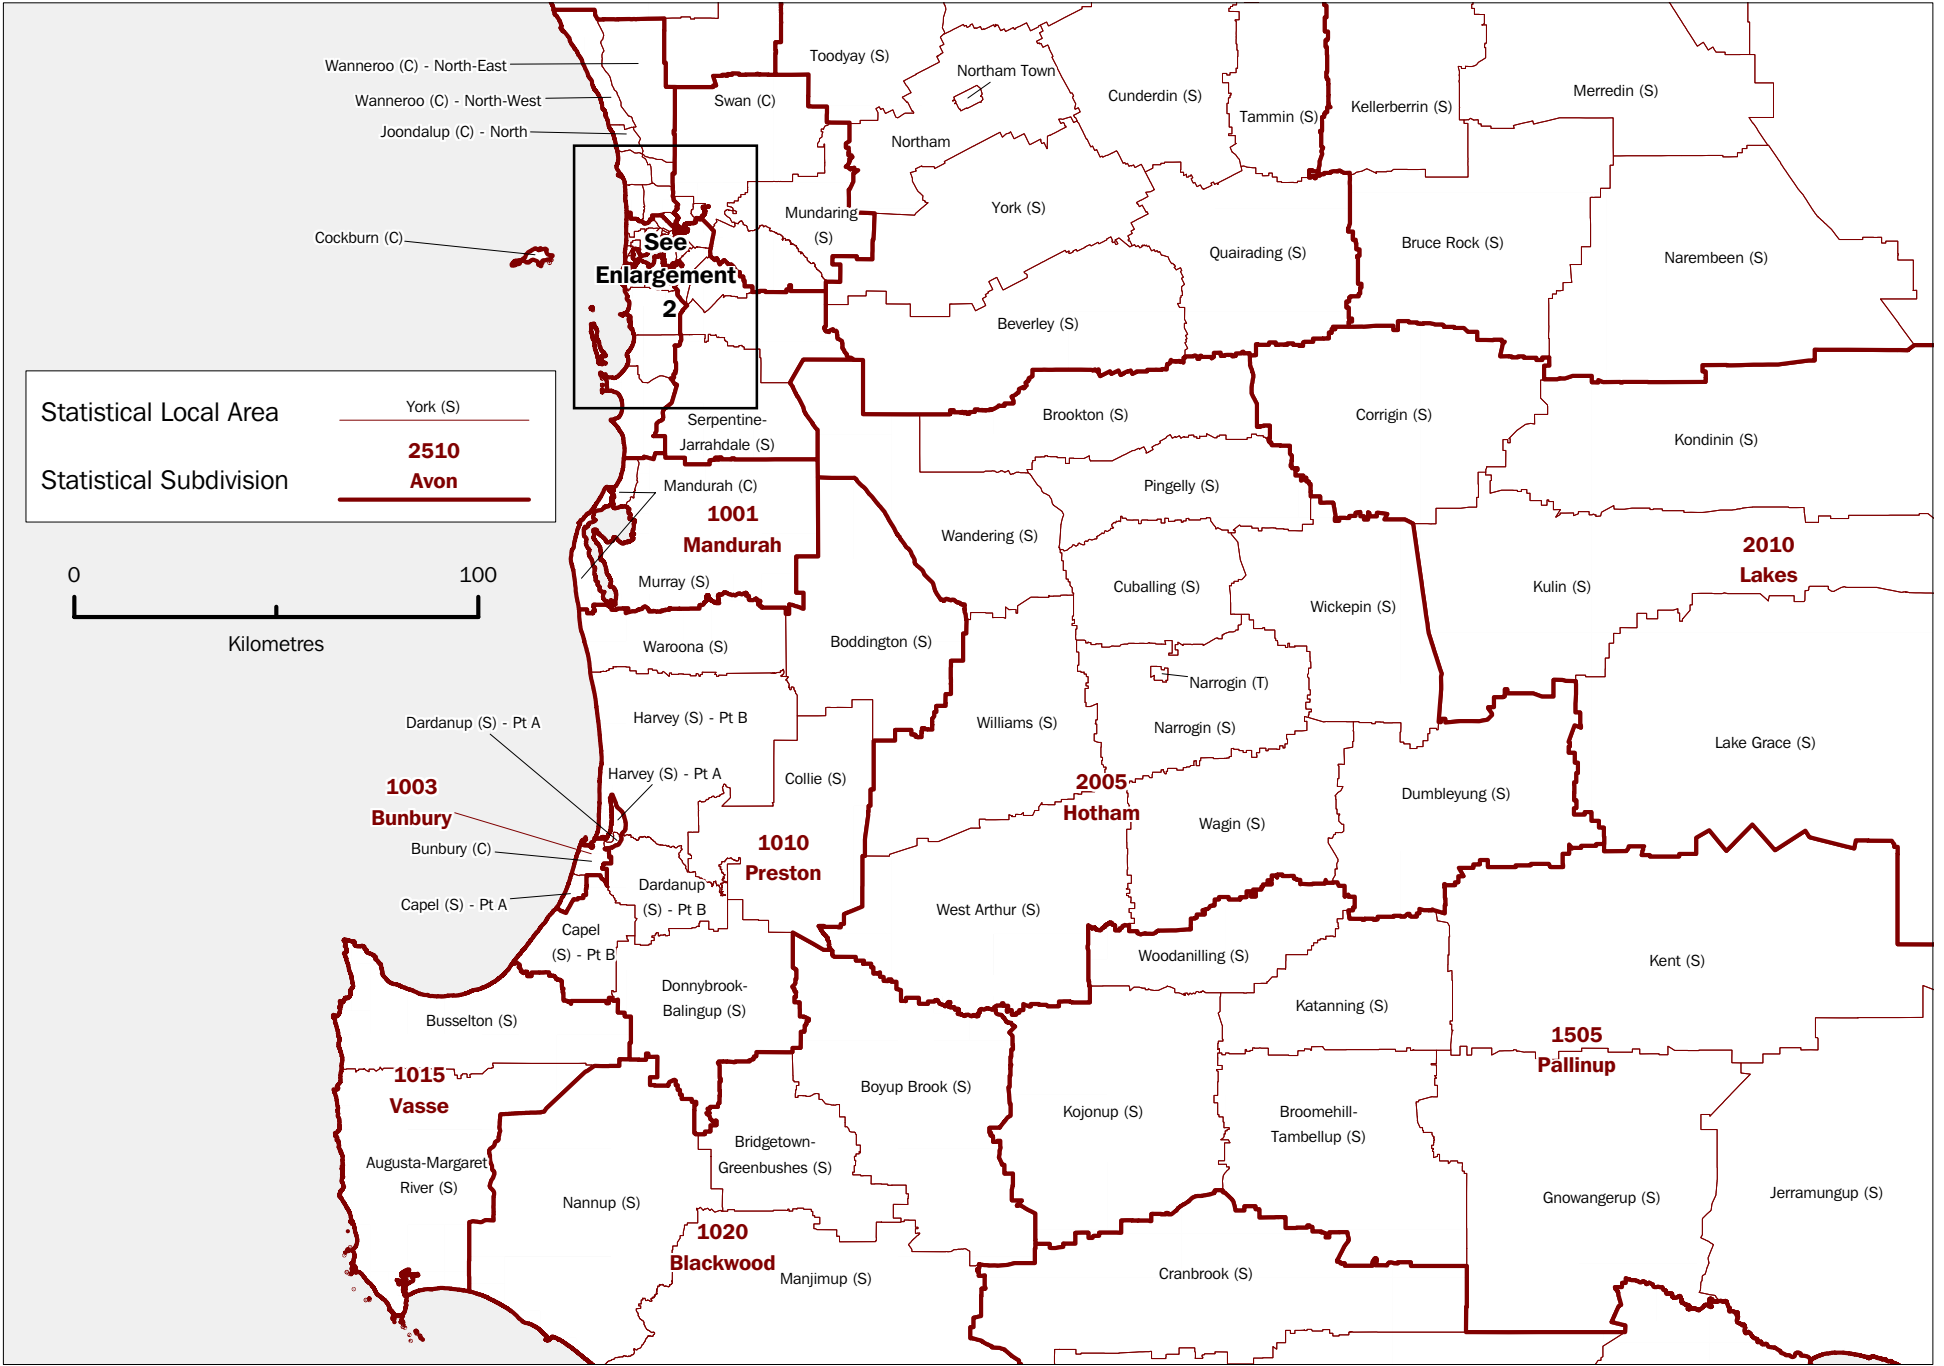 Toodyay (S)
Wanneroo (C) - North-East
Northam Town
Merredin (S)
Wanneroo (C) - North-West
Swan (C)
Cunderdin (S)
Kellerberrin (S)
Tammin (S)
Joondalup (C) - North
Northam
York (S)
Mundaring
(S)
Cockburn (C)
See
Enlargement
2
Quairading (S)
Bruce Rock (S)
Narembeen (S)
Beverley (S)
Statistical Local Area
York (S)
2510
Statistical Subdivision
Avon
Serpentine-
Jarrahdale (S)
Brookton (S)
Corrigin (S)
Kondinin (S)
Mandurah (C)
Pingelly (S)
1001
Mandurah
Wandering (S)
2010
Lakes
0
100
Kilometres
Murray (S)
Cuballing (S)
Wickepin (S)
Kulin (S)
Waroona (S)
Boddington (S)
Narrogin (T)
Dardanup (S) - Pt A
Harvey (S) - Pt B
Williams (S)
Narrogin (S)
Lake Grace (S)
Harvey (S) - Pt A
Collie (S)
1003
Bunbury
2005
Hotham
Dumbleyung (S)
Wagin (S)
Bunbury (C)
1010
Preston
Dardanup
(S) - Pt B
Capel (S) - Pt A
West Arthur (S)
Capel
(S) - Pt B
Woodanilling (S)
Kent (S)
Donnybrook-
Balingup (S)
Katanning (S)
Busselton (S)
1505
Pallinup
1015
Vasse
Boyup Brook (S)
Kojonup (S)
Broomehill-
Tambellup (S)
Bridgetown-
Greenbushes (S)
Augusta-Margaret
River (S)
Nannup (S)
Gnowangerup (S)
Jerramungup (S)
1020
Blackwood
Manjimup (S)
Cranbrook (S)